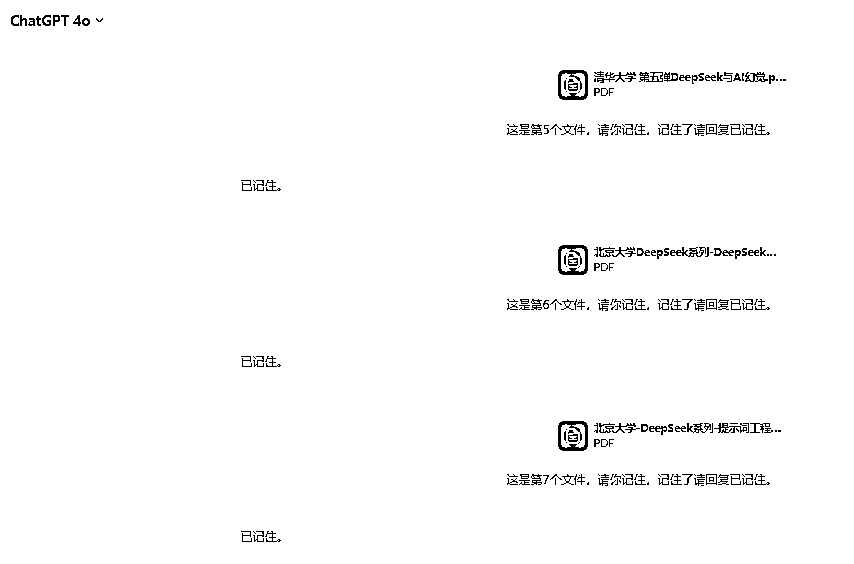 ChatGPT 4o
清华大学 第五弹DeepSeek与AI幻觉.p...
PDF
这是第5个文件，请你记住，记住了请回复已记住。
已记住。
北京大学DeepSeek系列-DeepSeek...
PDF
这是第6个文件，请你记住，记住了请回复已记住。
已记住。
北京大学-DeepSeek系列-提示词工程...
PDF
这是第7个文件，请你记住，记住了请回复已记住。
已记住。